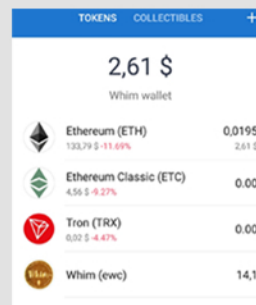 TOKENS COLLECTIBLES +
2,61 $
Whim wallet
Ethereum (ETH) 0,0195
133,79 $ -11.69% 2,61 $
Ethereum Classic (ETC) 0.00
4,56 $ -9.27%
Tron (TRX) 0.00
0,02 $ -4.47%
Whim (ewc) 14,1